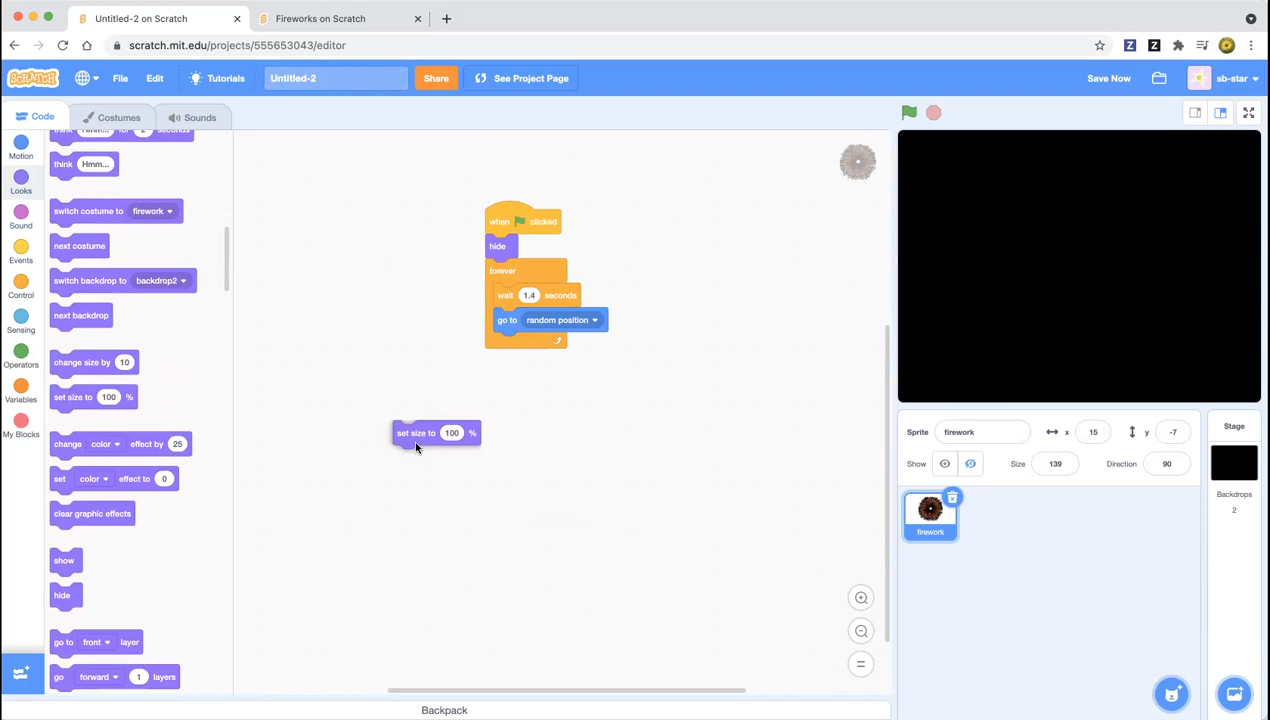 Untitled-2 on Scratch
Fireworks on Scratch
scratch.mit.edu/projects/555653043/editor
SCRATCH File Edit Tutorials Untitled-2 Share See Project Page Save Now sb-star
Code Costumes Sounds
Motion
Looks
Sound
Events
Control
Sensing
Operators
Variables
My Blocks
think Hmm... for 2 seconds
think Hmm...
switch costume to firework
next costume
switch backdrop to backdrop2
next backdrop
change size by 10
set size to 100 %
change color effect by 25
set color effect to 0
clear graphic effects
show
hide
go to front layer
go forward 1 layers
when clicked
hide
forever
wait 1.4 seconds
go to random position
set size to 100 %
Backpack
Sprite firework x 15 y -7
Show Size 139 Direction 90
firework
Stage
Backdrops
2